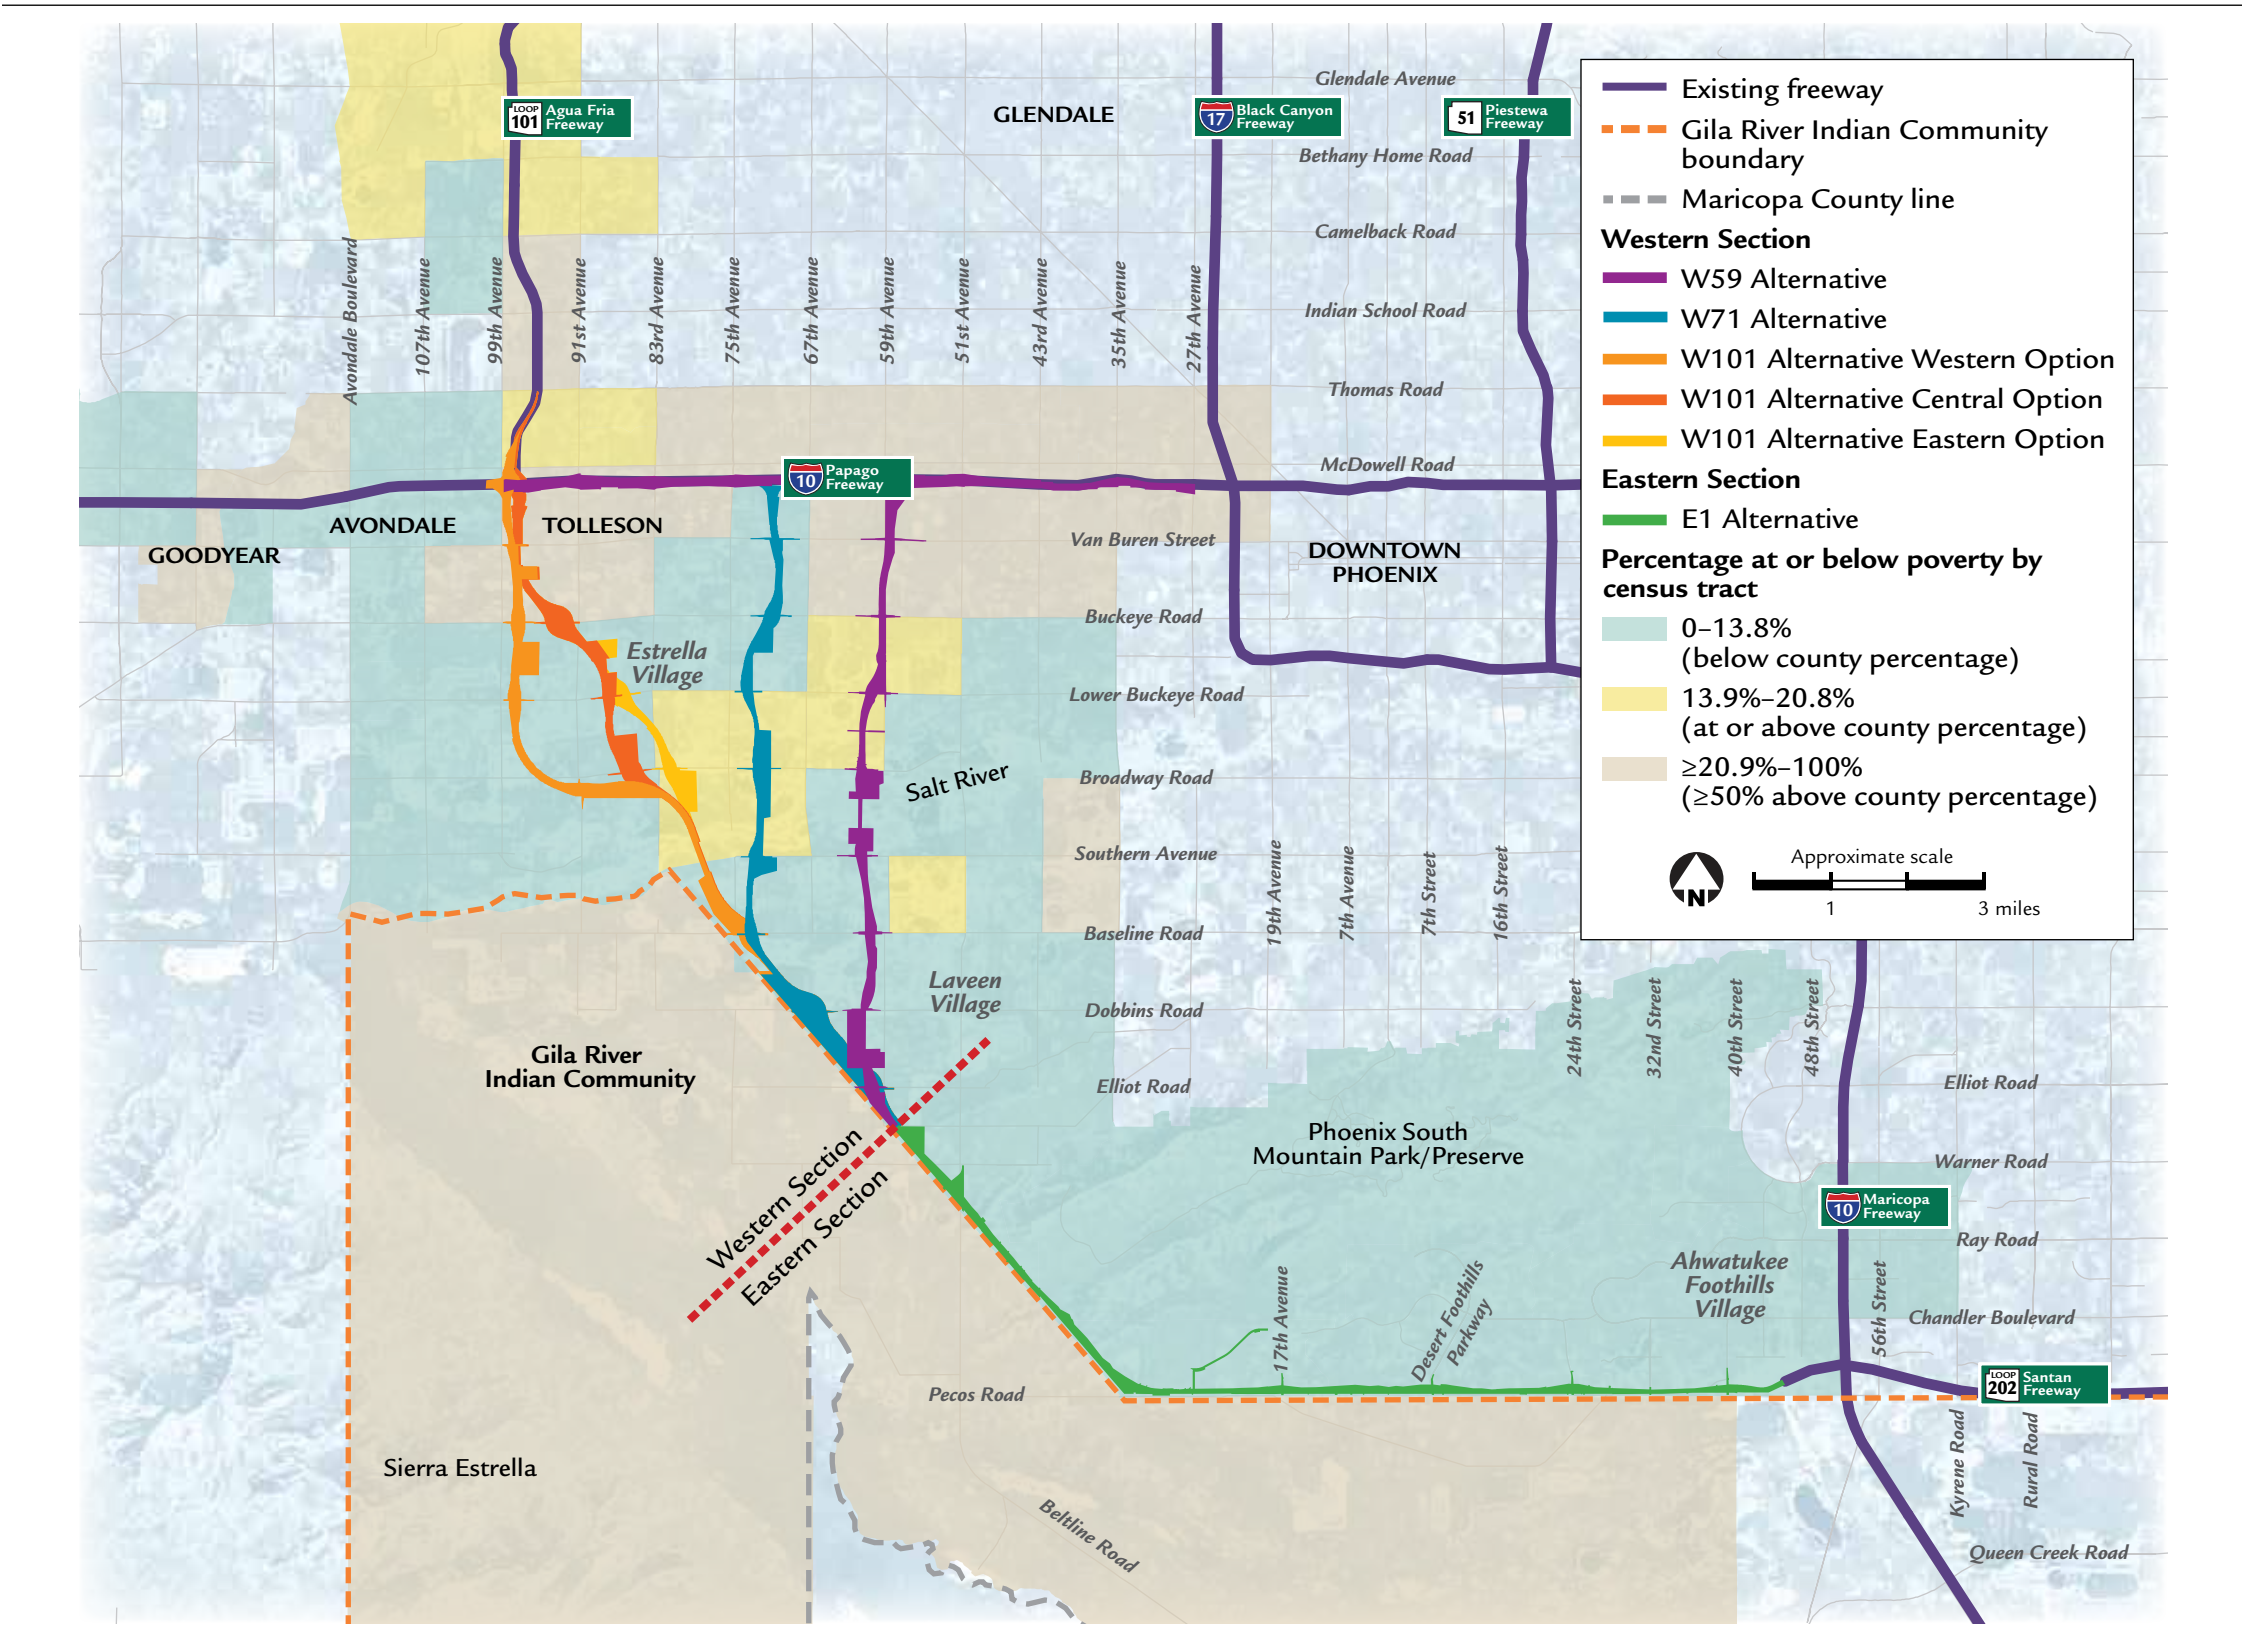 LOOP
101
Agua Fria
Freeway
GLENDALE
17
Black Canyon
Freeway
51
Piestewa
Freeway
Glendale Avenue
Bethany Home Road
Camelback Road
Indian School Road
Thomas Road
McDowell Road
Avondale Boulevard
107th Avenue
99th Avenue
91st Avenue
83rd Avenue
75th Avenue
67th Avenue
59th Avenue
51st Avenue
43rd Avenue
35th Avenue
27th Avenue
10
Papago
Freeway
AVONDALE
TOLLESON
GOODYEAR
Van Buren Street
DOWNTOWN
PHOENIX
Buckeye Road
Estrella
Village
Lower Buckeye Road
Salt River
Broadway Road
Southern Avenue
Baseline Road
19th Avenue
7th Avenue
7th Street
16th Street
24th Street
32nd Street
40th Street
48th Street
Laveen
Village
Dobbins Road
Gila River
Indian Community
Elliot Road
Elliot Road
Phoenix South
Mountain Park/Preserve
Warner Road
Western Section
Eastern Section
10
Maricopa
Freeway
Ray Road
Ahwatukee
Foothills
Village
17th Avenue
Desert Foothills
Parkway
56th Street
Chandler Boulevard
Pecos Road
LOOP
202
Santan
Freeway
Sierra Estrella
Beltline Road
Kyrene Road
Rural Road
Queen Creek Road
Existing freeway
Gila River Indian Community
boundary
Maricopa County line
Western Section
W59 Alternative
W71 Alternative
W101 Alternative Western Option
W101 Alternative Central Option
W101 Alternative Eastern Option
Eastern Section
E1 Alternative
Percentage at or below poverty by
census tract
0–13.8%
(below county percentage)
13.9%–20.8%
(at or above county percentage)
≥20.9%–100%
(≥50% above county percentage)
N
Approximate scale
1
3 miles